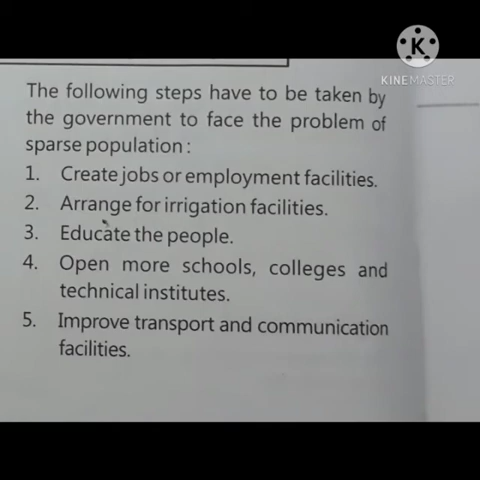 K
KINEMASTER
The following steps have to be taken by
the government to face the problem of
sparse population :
1. Create jobs or employment facilities.
2. Arrange for irrigation facilities.
3. Educate the people.
4. Open more schools, colleges and
technical institutes.
5. Improve transport and communication
facilities.